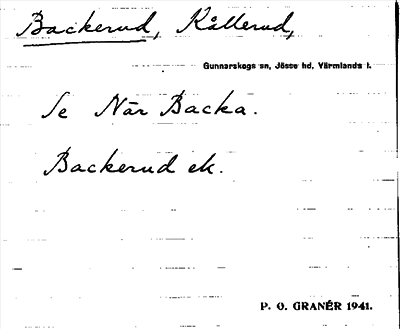 Backerud, Kållerud,
Gunnarskogs sn, Jösse hd, Värmlands l.
Se När Backa.
Backerud ek.
P. O. GRANÉR 1941.